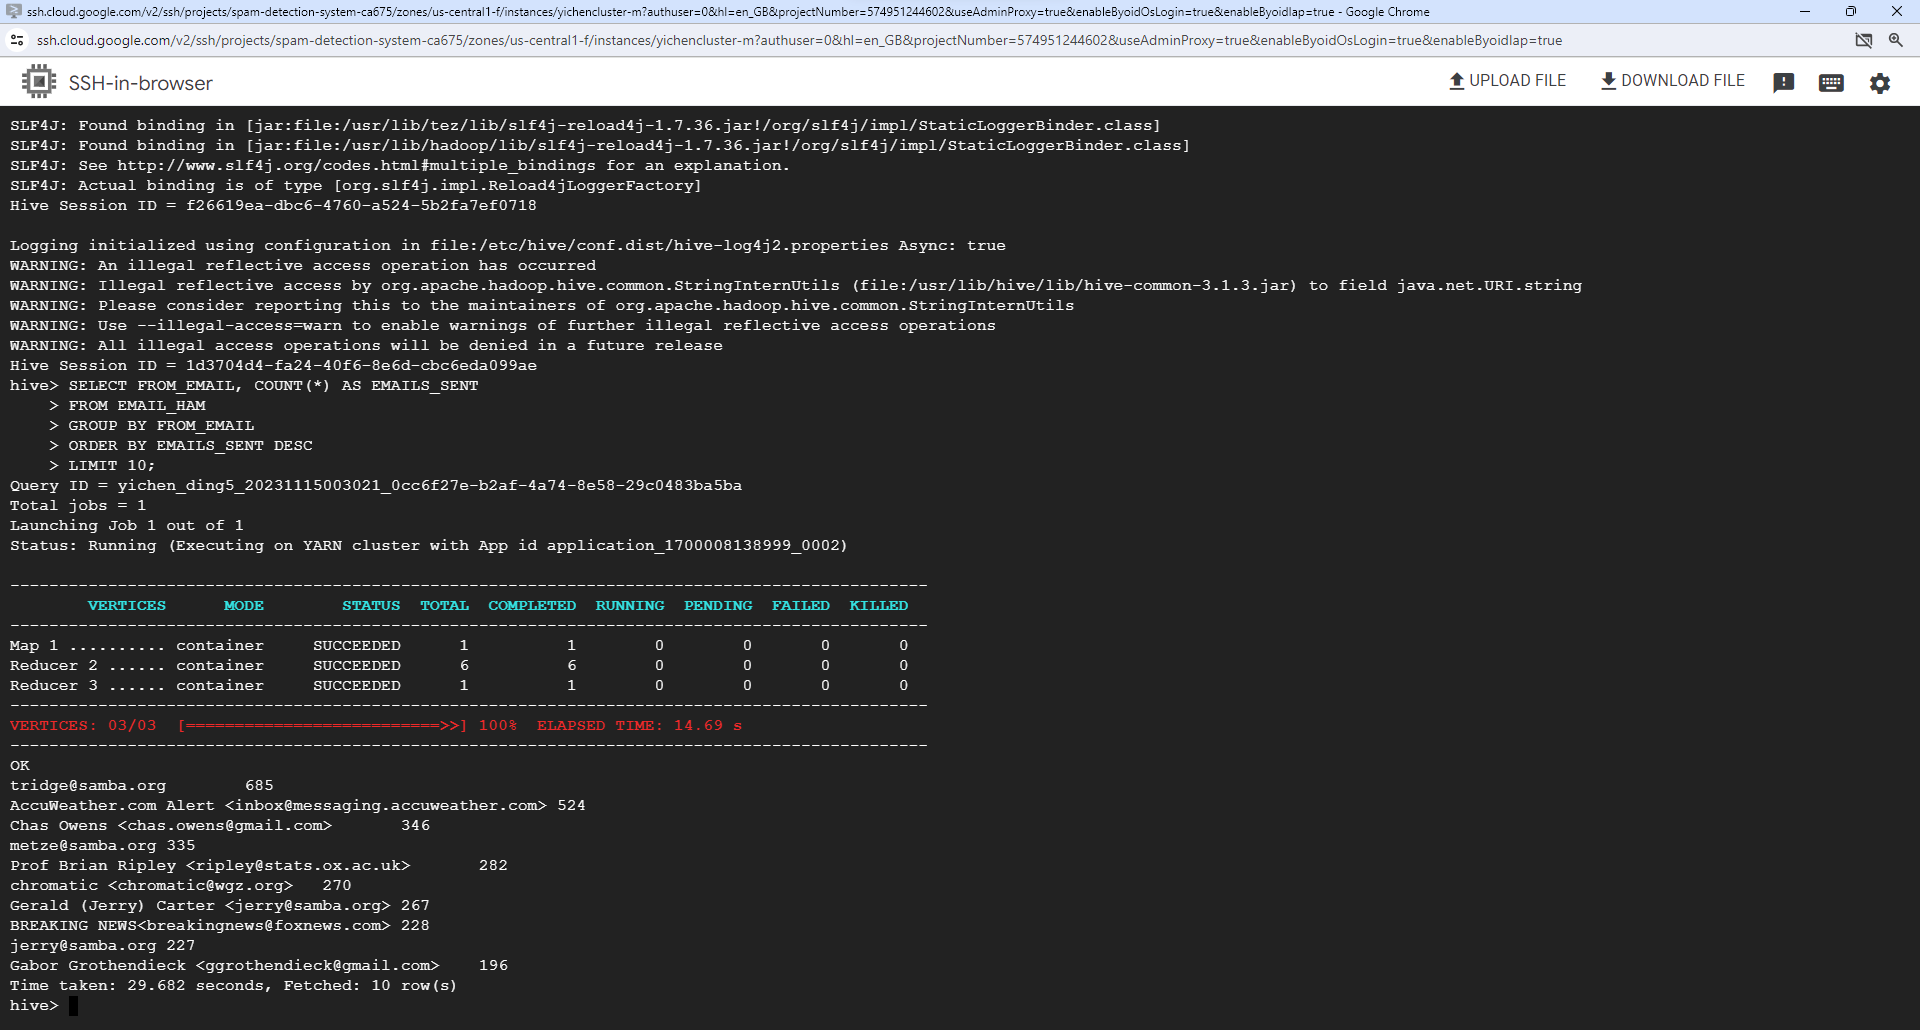 ssh.cloud.google.com/v2/ssh/projects/spam-detection-system-ca675/zones/us-central1-f/instances/yichencluster-m?authuser=0&hl=en_GB&projectNumber=574951244602&useAdminProxy=true&enableByoidOsLogin=true&enableByoidIap=true - Google Chrome
ssh.cloud.google.com/v2/ssh/projects/spam-detection-system-ca675/zones/us-central1-f/instances/yichencluster-m?authuser=0&hl=en_GB&projectNumber=574951244602&useAdminProxy=true&enableByoidOsLogin=true&enableByoidIap=true
SSH-in-browser UPLOAD FILE DOWNLOAD FILE
SLF4J: Found binding in [jar:file:/usr/lib/tez/lib/slf4j-reload4j-1.7.36.jar!/org/slf4j/impl/StaticLoggerBinder.class]
SLF4J: Found binding in [jar:file:/usr/lib/hadoop/lib/slf4j-reload4j-1.7.36.jar!/org/slf4j/impl/StaticLoggerBinder.class]
SLF4J: See http://www.slf4j.org/codes.html#multiple_bindings for an explanation.
SLF4J: Actual binding is of type [org.slf4j.impl.Reload4jLoggerFactory]
Hive Session ID = f26619ea-dbc6-4760-a524-5b2fa7ef0718
Logging initialized using configuration in file:/etc/hive/conf.dist/hive-log4j2.properties Async: true
WARNING: An illegal reflective access operation has occurred
WARNING: Illegal reflective access by org.apache.hadoop.hive.common.StringInternUtils (file:/usr/lib/hive/lib/hive-common-3.1.3.jar) to field java.net.URI.string
WARNING: Please consider reporting this to the maintainers of org.apache.hadoop.hive.common.StringInternUtils
WARNING: Use --illegal-access=warn to enable warnings of further illegal reflective access operations
WARNING: All illegal access operations will be denied in a future release
Hive Session ID = 1d3704d4-fa24-40f6-8e6d-cbc6eda099ae
hive> SELECT FROM_EMAIL, COUNT(*) AS EMAILS_SENT
    > FROM EMAIL_HAM
    > GROUP BY FROM_EMAIL
    > ORDER BY EMAILS_SENT DESC
    > LIMIT 10;
Query ID = yichen_ding5_20231115003021_0cc6f27e-b2af-4a74-8e58-29c0483ba5ba
Total jobs = 1
Launching Job 1 out of 1
Status: Running (Executing on YARN cluster with App id application_1700008138999_0002)
----------------------------------------------------------------------------------------------
        VERTICES      MODE        STATUS  TOTAL  COMPLETED  RUNNING  PENDING  FAILED  KILLED
----------------------------------------------------------------------------------------------
Map 1 .......... container     SUCCEEDED      1          1        0        0       0       0
Reducer 2 ...... container     SUCCEEDED      6          6        0        0       0       0
Reducer 3 ...... container     SUCCEEDED      1          1        0        0       0       0
----------------------------------------------------------------------------------------------
VERTICES: 03/03  [==========================>>] 100%  ELAPSED TIME: 14.69 s
----------------------------------------------------------------------------------------------
OK
tridge@samba.org        685
AccuWeather.com Alert <inbox@messaging.accuweather.com> 524
Chas Owens <chas.owens@gmail.com>       346
metze@samba.org 335
Prof Brian Ripley <ripley@stats.ox.ac.uk>       282
chromatic <chromatic@wgz.org>   270
Gerald (Jerry) Carter <jerry@samba.org> 267
BREAKING NEWS<breakingnews@foxnews.com> 228
jerry@samba.org 227
Gabor Grothendieck <ggrothendieck@gmail.com>    196
Time taken: 29.682 seconds, Fetched: 10 row(s)
hive>